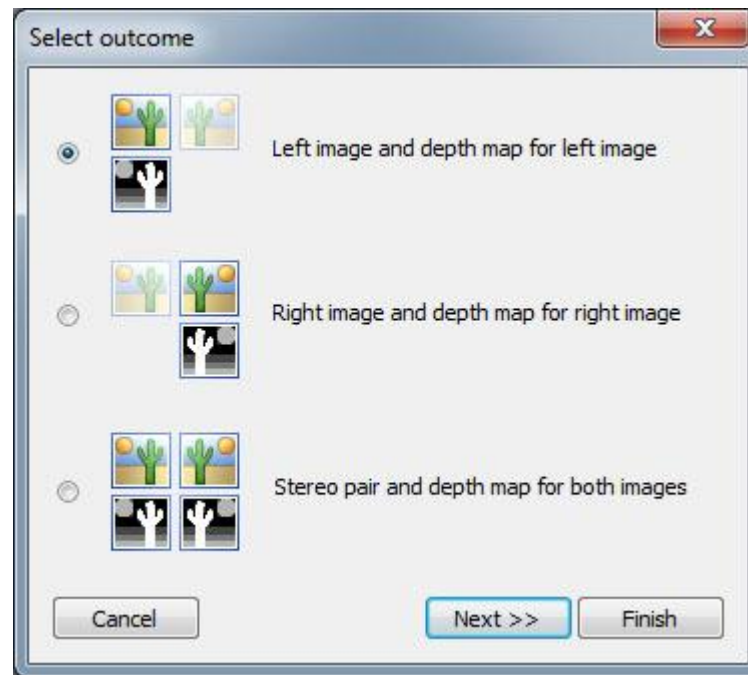 Select outcome
Left image and depth map for left image
Right image and depth map for right image
Stereo pair and depth map for both images
Cancel
Next >>
Finish